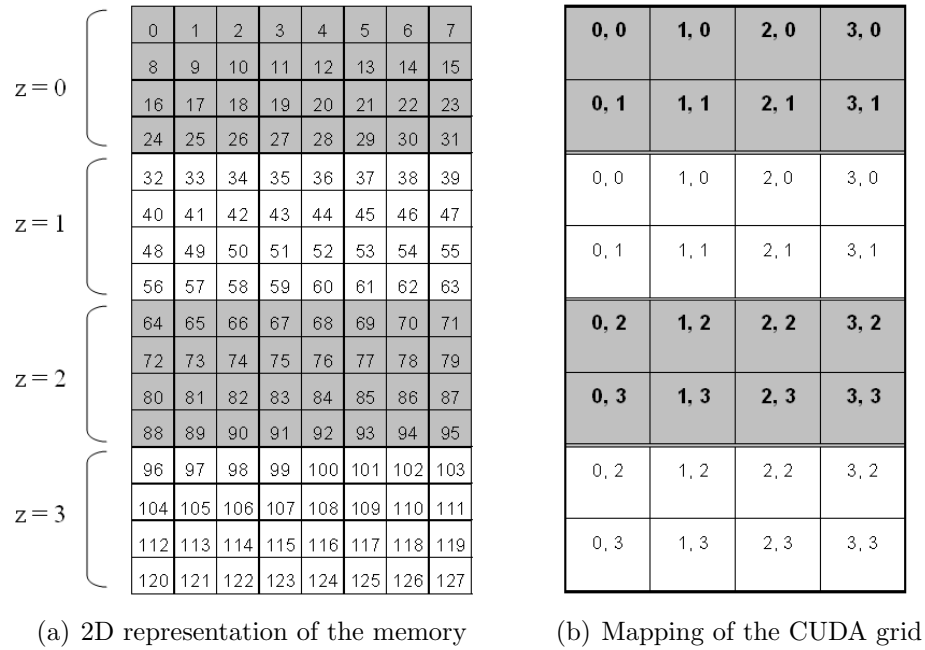 z = 0
z = 1
z = 2
z = 3
0 1 2 3 4 5 6 7
8 9 10 11 12 13 14 15
16 17 18 19 20 21 22 23
24 25 26 27 28 29 30 31
32 33 34 35 36 37 38 39
40 41 42 43 44 45 46 47
48 49 50 51 52 53 54 55
56 57 58 59 60 61 62 63
64 65 66 67 68 69 70 71
72 73 74 75 76 77 78 79
80 81 82 83 84 85 86 87
88 89 90 91 92 93 94 95
96 97 98 99 100 101 102 103
104 105 106 107 108 109 110 111
112 113 114 115 116 117 118 119
120 121 122 123 124 125 126 127
(a) 2D representation of the memory
0, 0 1, 0 2, 0 3, 0
0, 1 1, 1 2, 1 3, 1
0, 0 1, 0 2, 0 3, 0
0, 1 1, 1 2, 1 3, 1
0, 2 1, 2 2, 2 3, 2
0, 3 1, 3 2, 3 3, 3
0, 2 1, 2 2, 2 3, 2
0, 3 1, 3 2, 3 3, 3
(b) Mapping of the CUDA grid